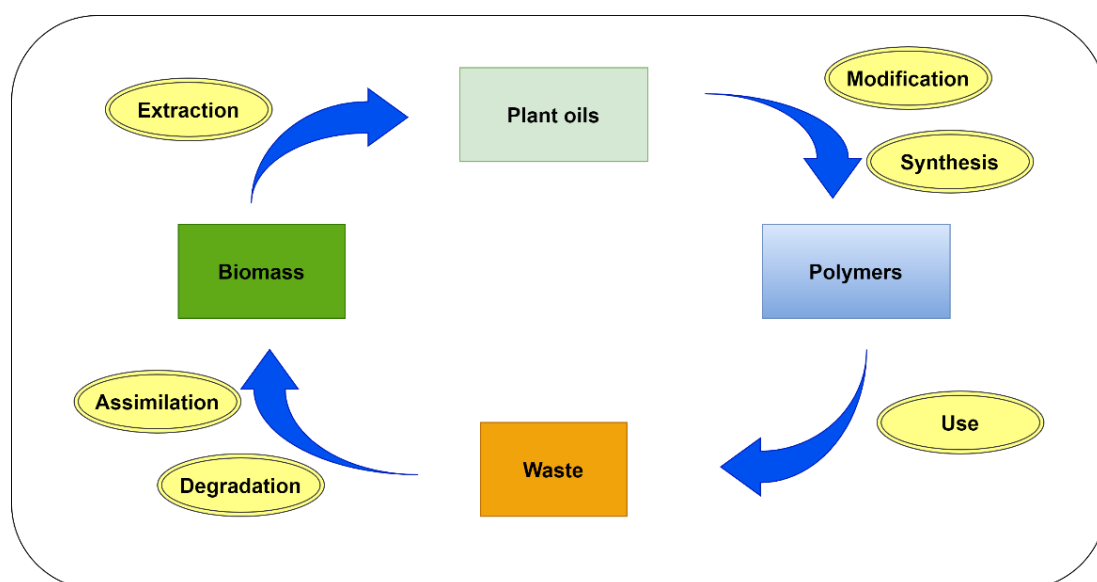 Modification
Extraction
Plant oils
Synthesis
Biomass
Polymers
Assimilation
Use
Waste
Degradation